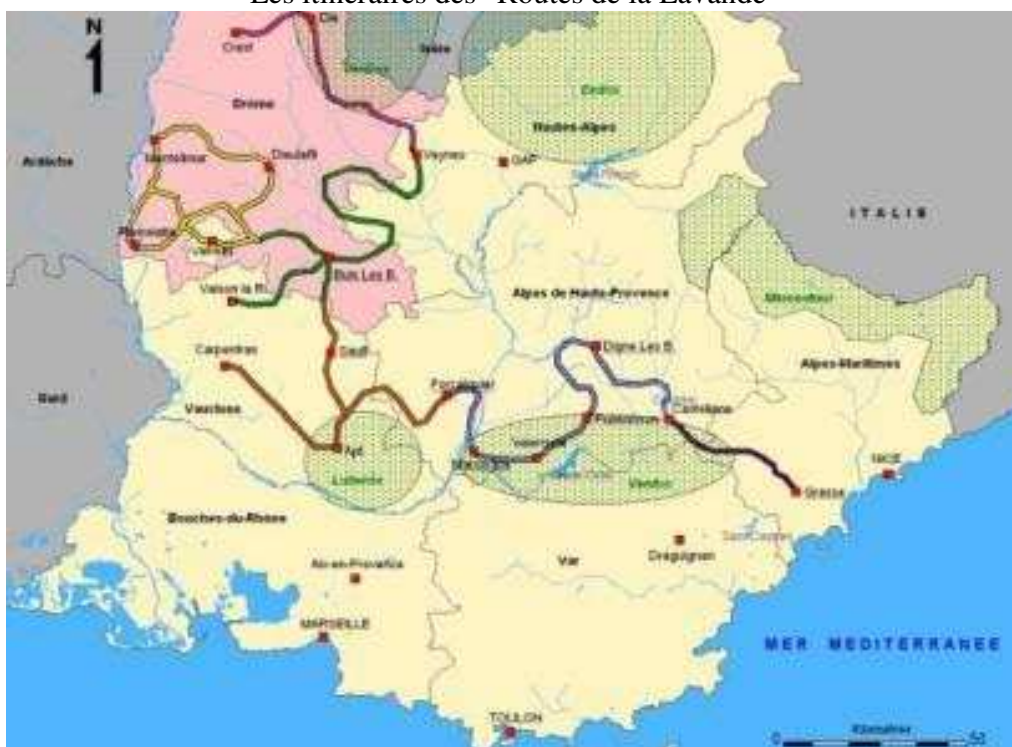 Les itinéraires des "Routes de la Lavande"
N
Die
Crest
Isère
Drôme
Ecrins
Hautes-Alpes
Ardèche
Montélimar
Dieulefit
Veynes
GAP
ITALIE
Buis Les B.
Vaison la R.
Alpes de Haute-Provence
Mercantour
Sault
Digne Les B.
Carpentras
Alpes-Maritimes
Gard
Vaucluse
Forcalquier
Castellane
Apt
Valensole
Luberon
Verdon
NICE
Grasse
Bouches-du-Rhône
Draguignan
Var
Aix-en-Provence
MARSEILLE
MER MEDITERRANEE
TOULON
Kilomètres
0
50